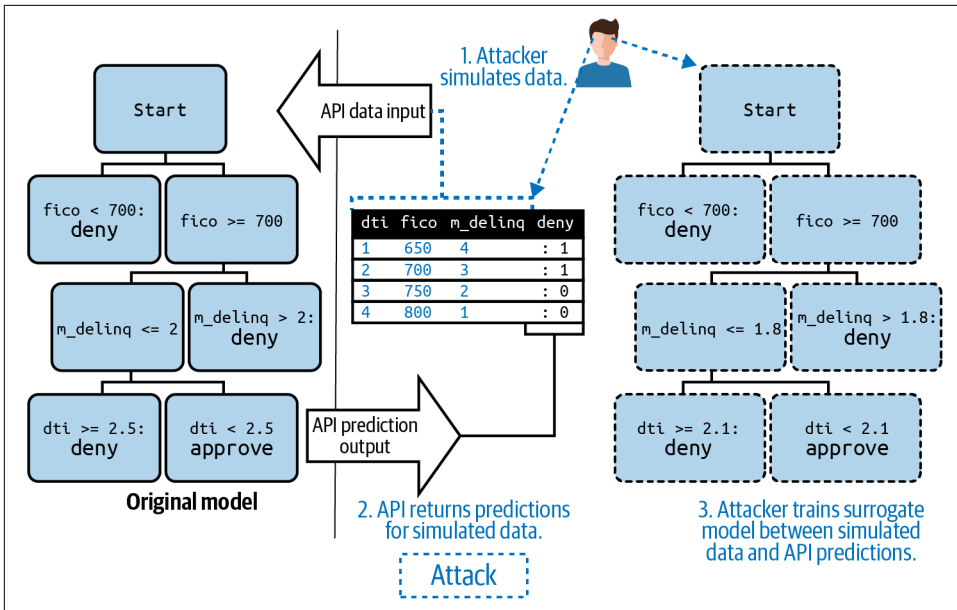 Start
fico < 700:
deny
fico >= 700
m_delinq <= 2
m_delinq > 2:
deny
dti >= 2.5:
deny
dti < 2.5
approve
Original model
1. Attacker
simulates data.
API data input
dti fico m_delinq deny
1 650 4 : 1
2 700 3 : 1
3 750 2 : 0
4 800 1 : 0
API prediction
output
2. API returns predictions
for simulated data.
Attack
Start
fico < 700:
deny
fico >= 700
m_delinq <= 1.8
m_delinq > 1.8:
deny
dti >= 2.1:
deny
dti < 2.1
approve
3. Attacker trains surrogate
model between simulated
data and API predictions.